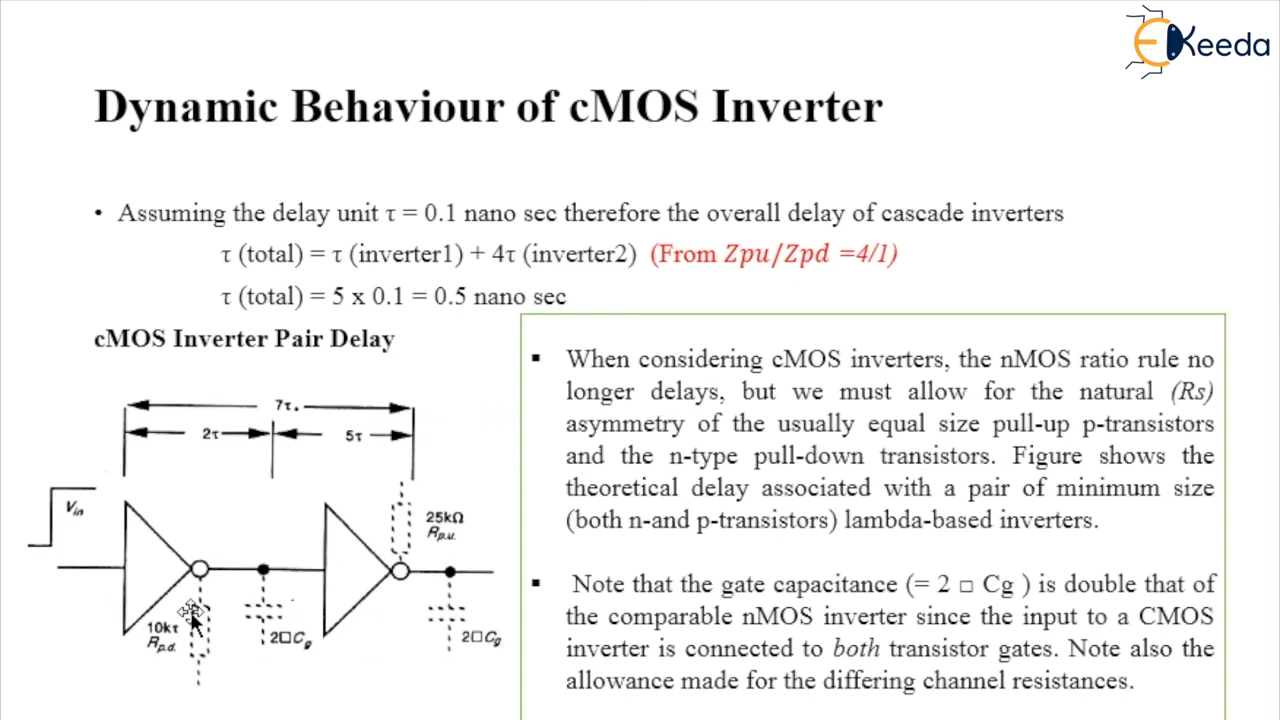 EKeeda
Dynamic Behaviour of cMOS Inverter
• Assuming the delay unit τ = 0.1 nano sec therefore the overall delay of cascade inverters
τ (total) = τ (inverter1) + 4τ (inverter2) (From Zpu/Zpd =4/1)
τ (total) = 5 x 0.1 = 0.5 nano sec
cMOS Inverter Pair Delay
7τ.
2τ
5τ
Vin
25kΩ
Rp.u.
10kτ
Rp.d.
2□Cg
2□Cg
▪ When considering cMOS inverters, the nMOS ratio rule no
longer delays, but we must allow for the natural (Rs)
asymmetry of the usually equal size pull-up p-transistors
and the n-type pull-down transistors. Figure shows the
theoretical delay associated with a pair of minimum size
(both n-and p-transistors) lambda-based inverters.
▪ Note that the gate capacitance (= 2 □ Cg ) is double that of
the comparable nMOS inverter since the input to a CMOS
inverter is connected to both transistor gates. Note also the
allowance made for the differing channel resistances.